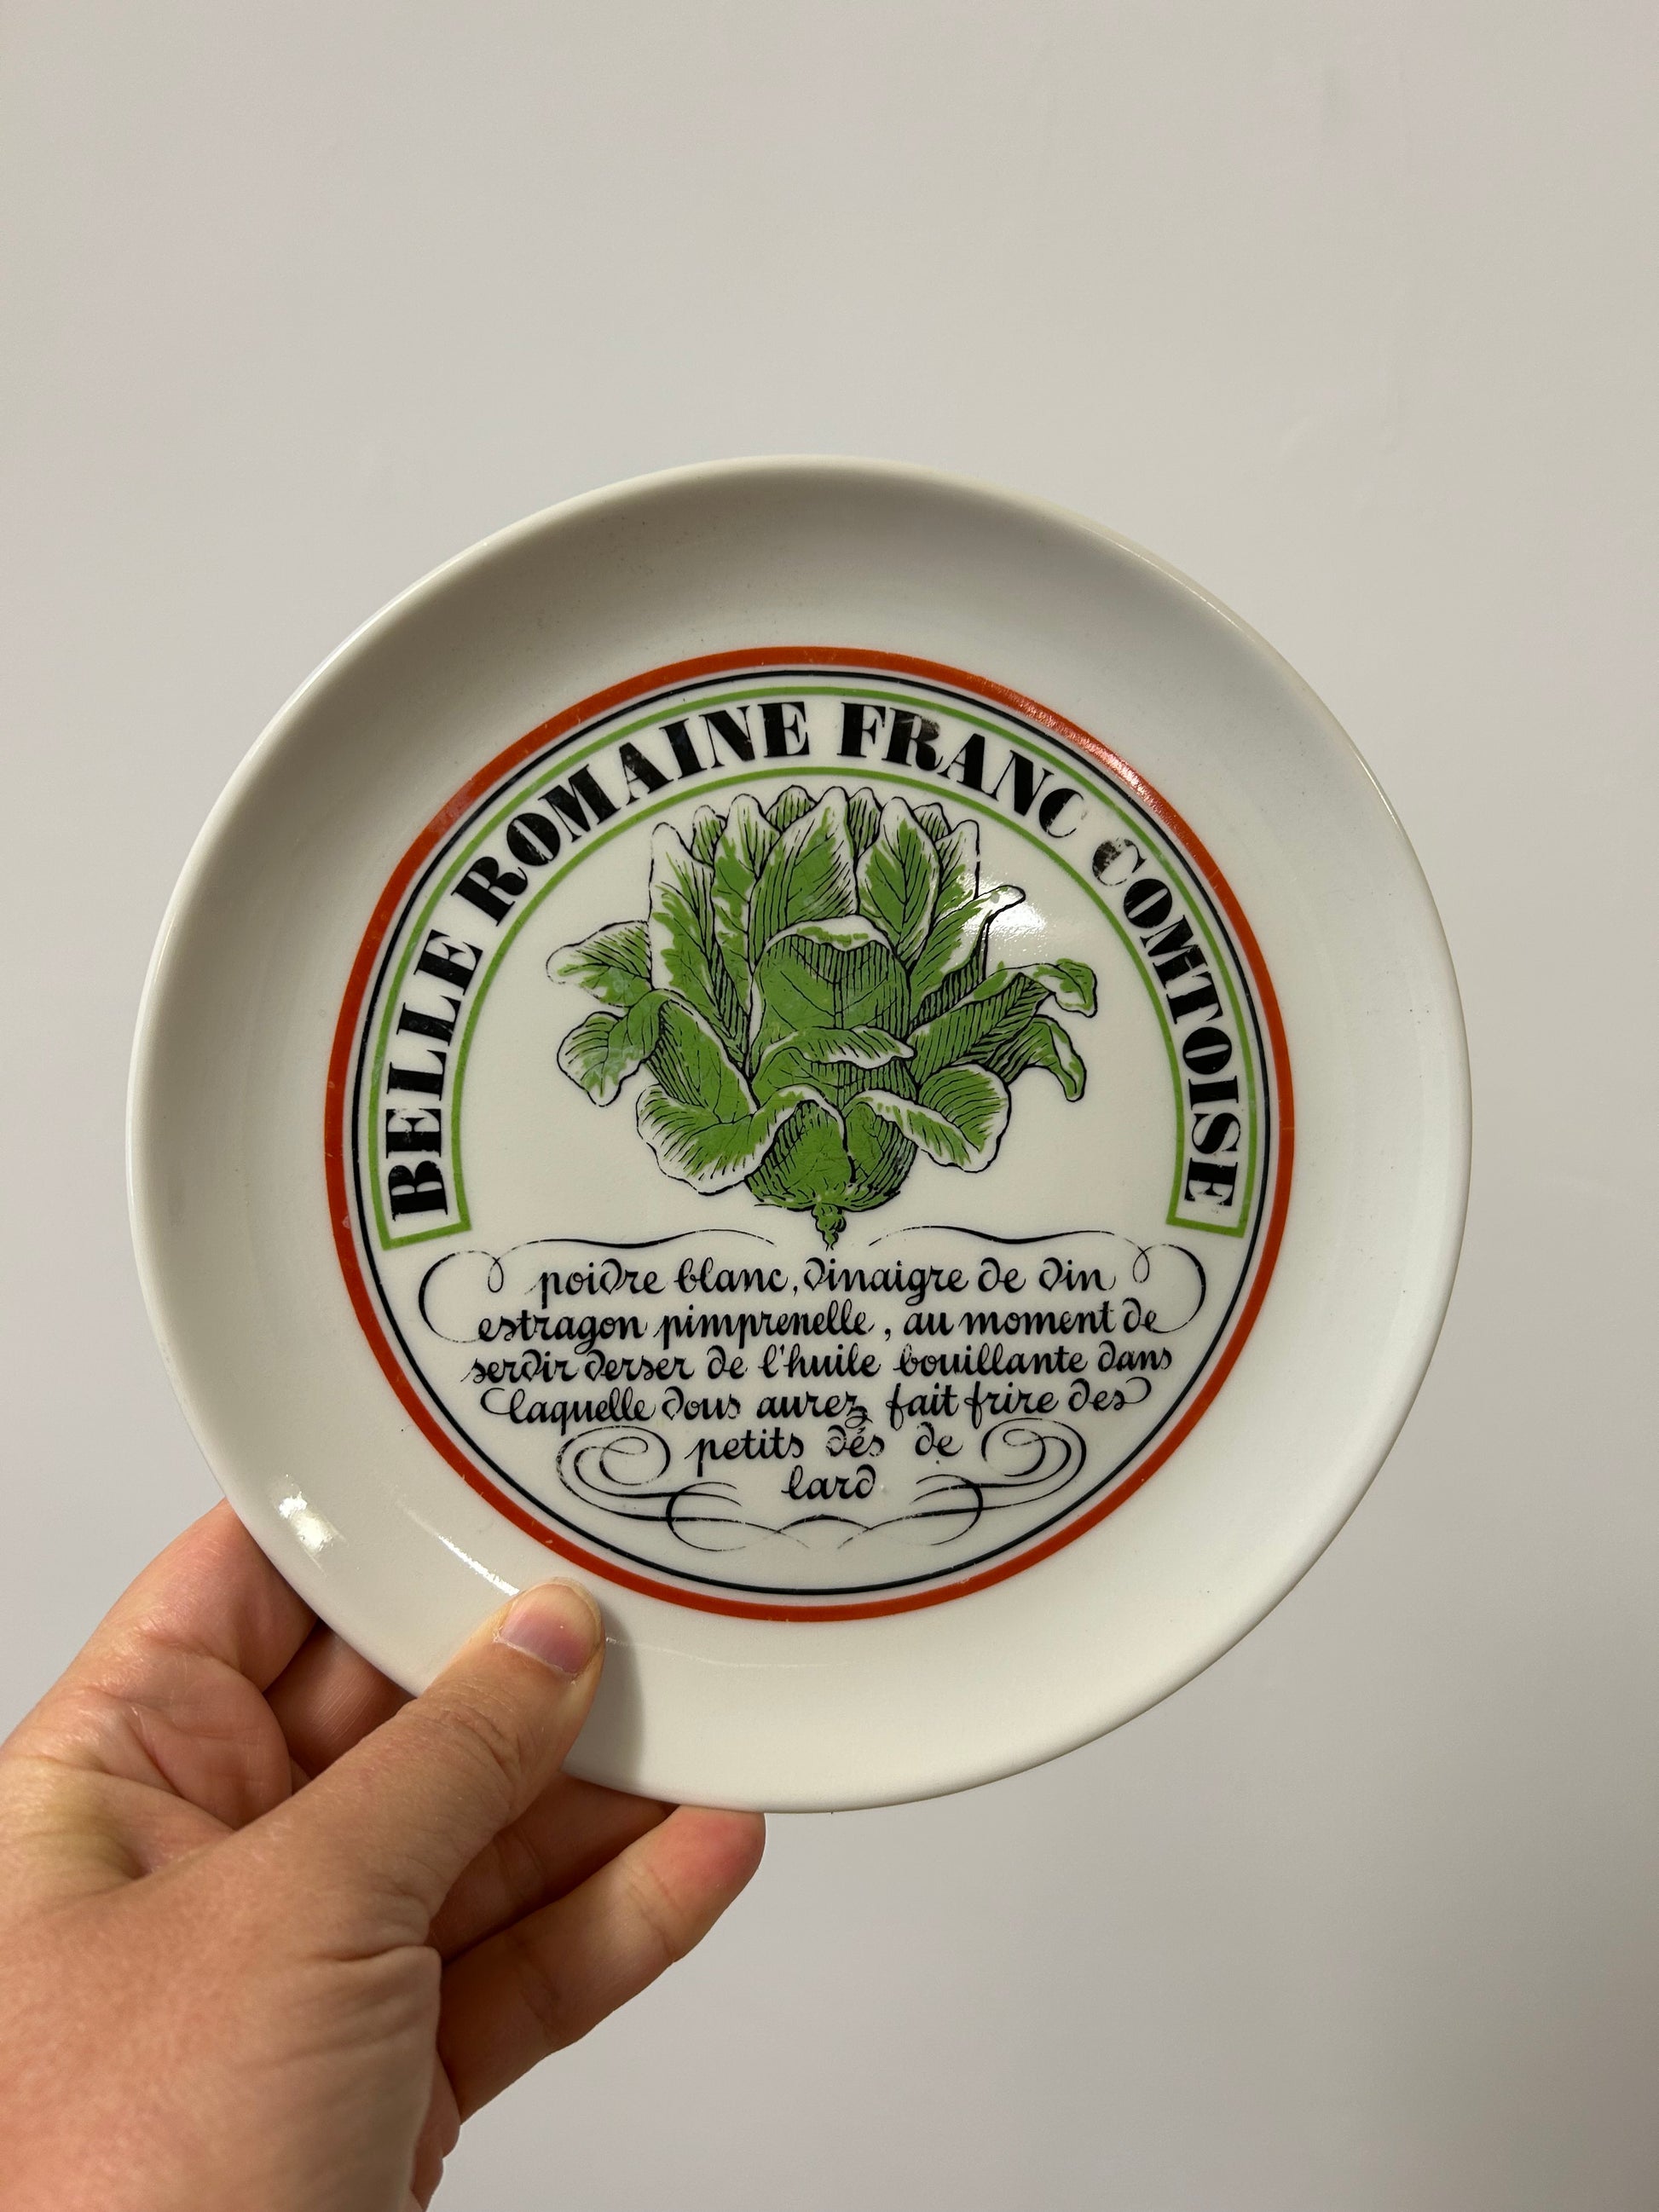 BELLE ROMAINE FRANC COMTOISE
poivre blanc, vinaigre de vin
estragon pimprenelle, au moment de
servir verser de l'huile bouillante dans
laquelle vous aurez fait frire des
petits dés de
lard